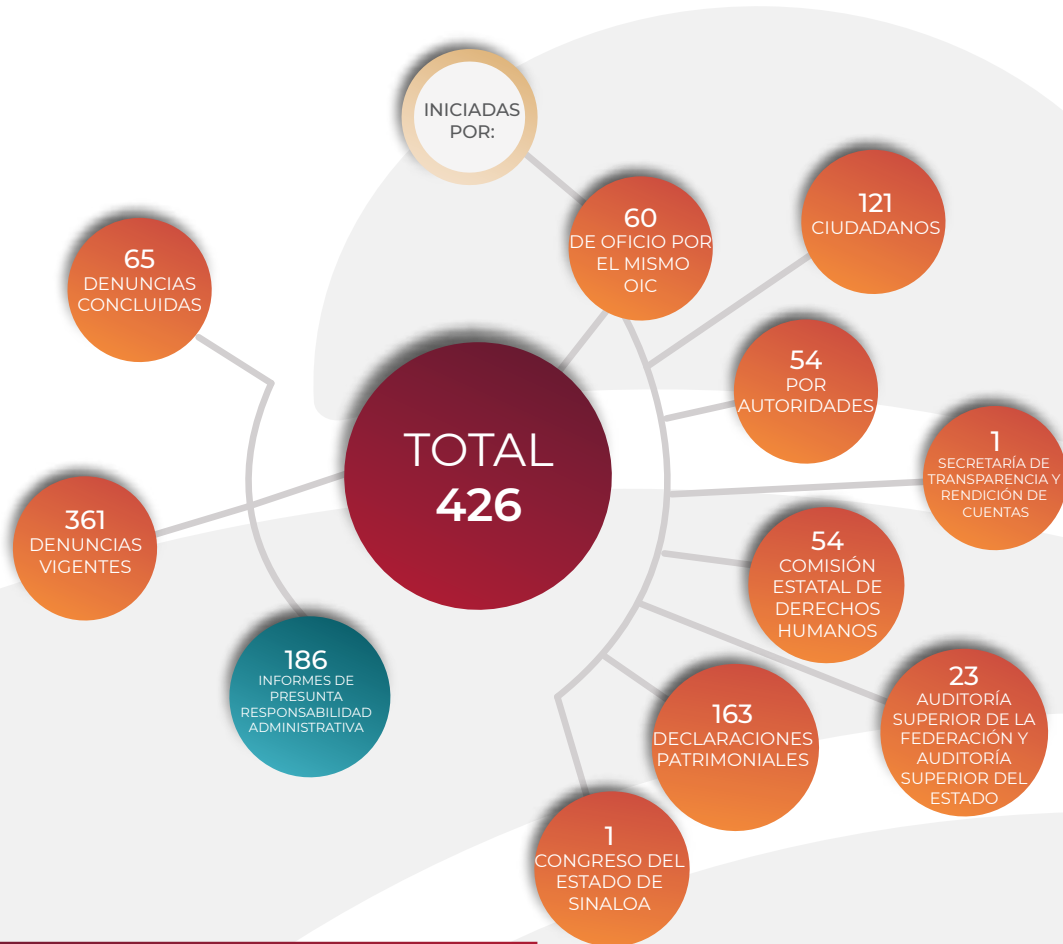 INICIADAS
POR:
60
DE OFICIO POR
EL MISMO
OIC
121
CIUDADANOS
65
DENUNCIAS
CONCLUIDAS
54
POR
AUTORIDADES
TOTAL
426
1
SECRETARÍA DE
TRANSPARENCIA Y
RENDICIÓN DE
CUENTAS
361
DENUNCIAS
VIGENTES
54
COMISIÓN
ESTATAL DE
DERECHOS
HUMANOS
186
INFORMES DE
PRESUNTA
RESPONSABILIDAD
ADMINISTRATIVA
163
DECLARACIONES
PATRIMONIALES
23
AUDITORÍA
SUPERIOR DE LA
FEDERACIÓN Y
AUDITORÍA
SUPERIOR DEL
ESTADO
1
CONGRESO DEL
ESTADO DE
SINALOA